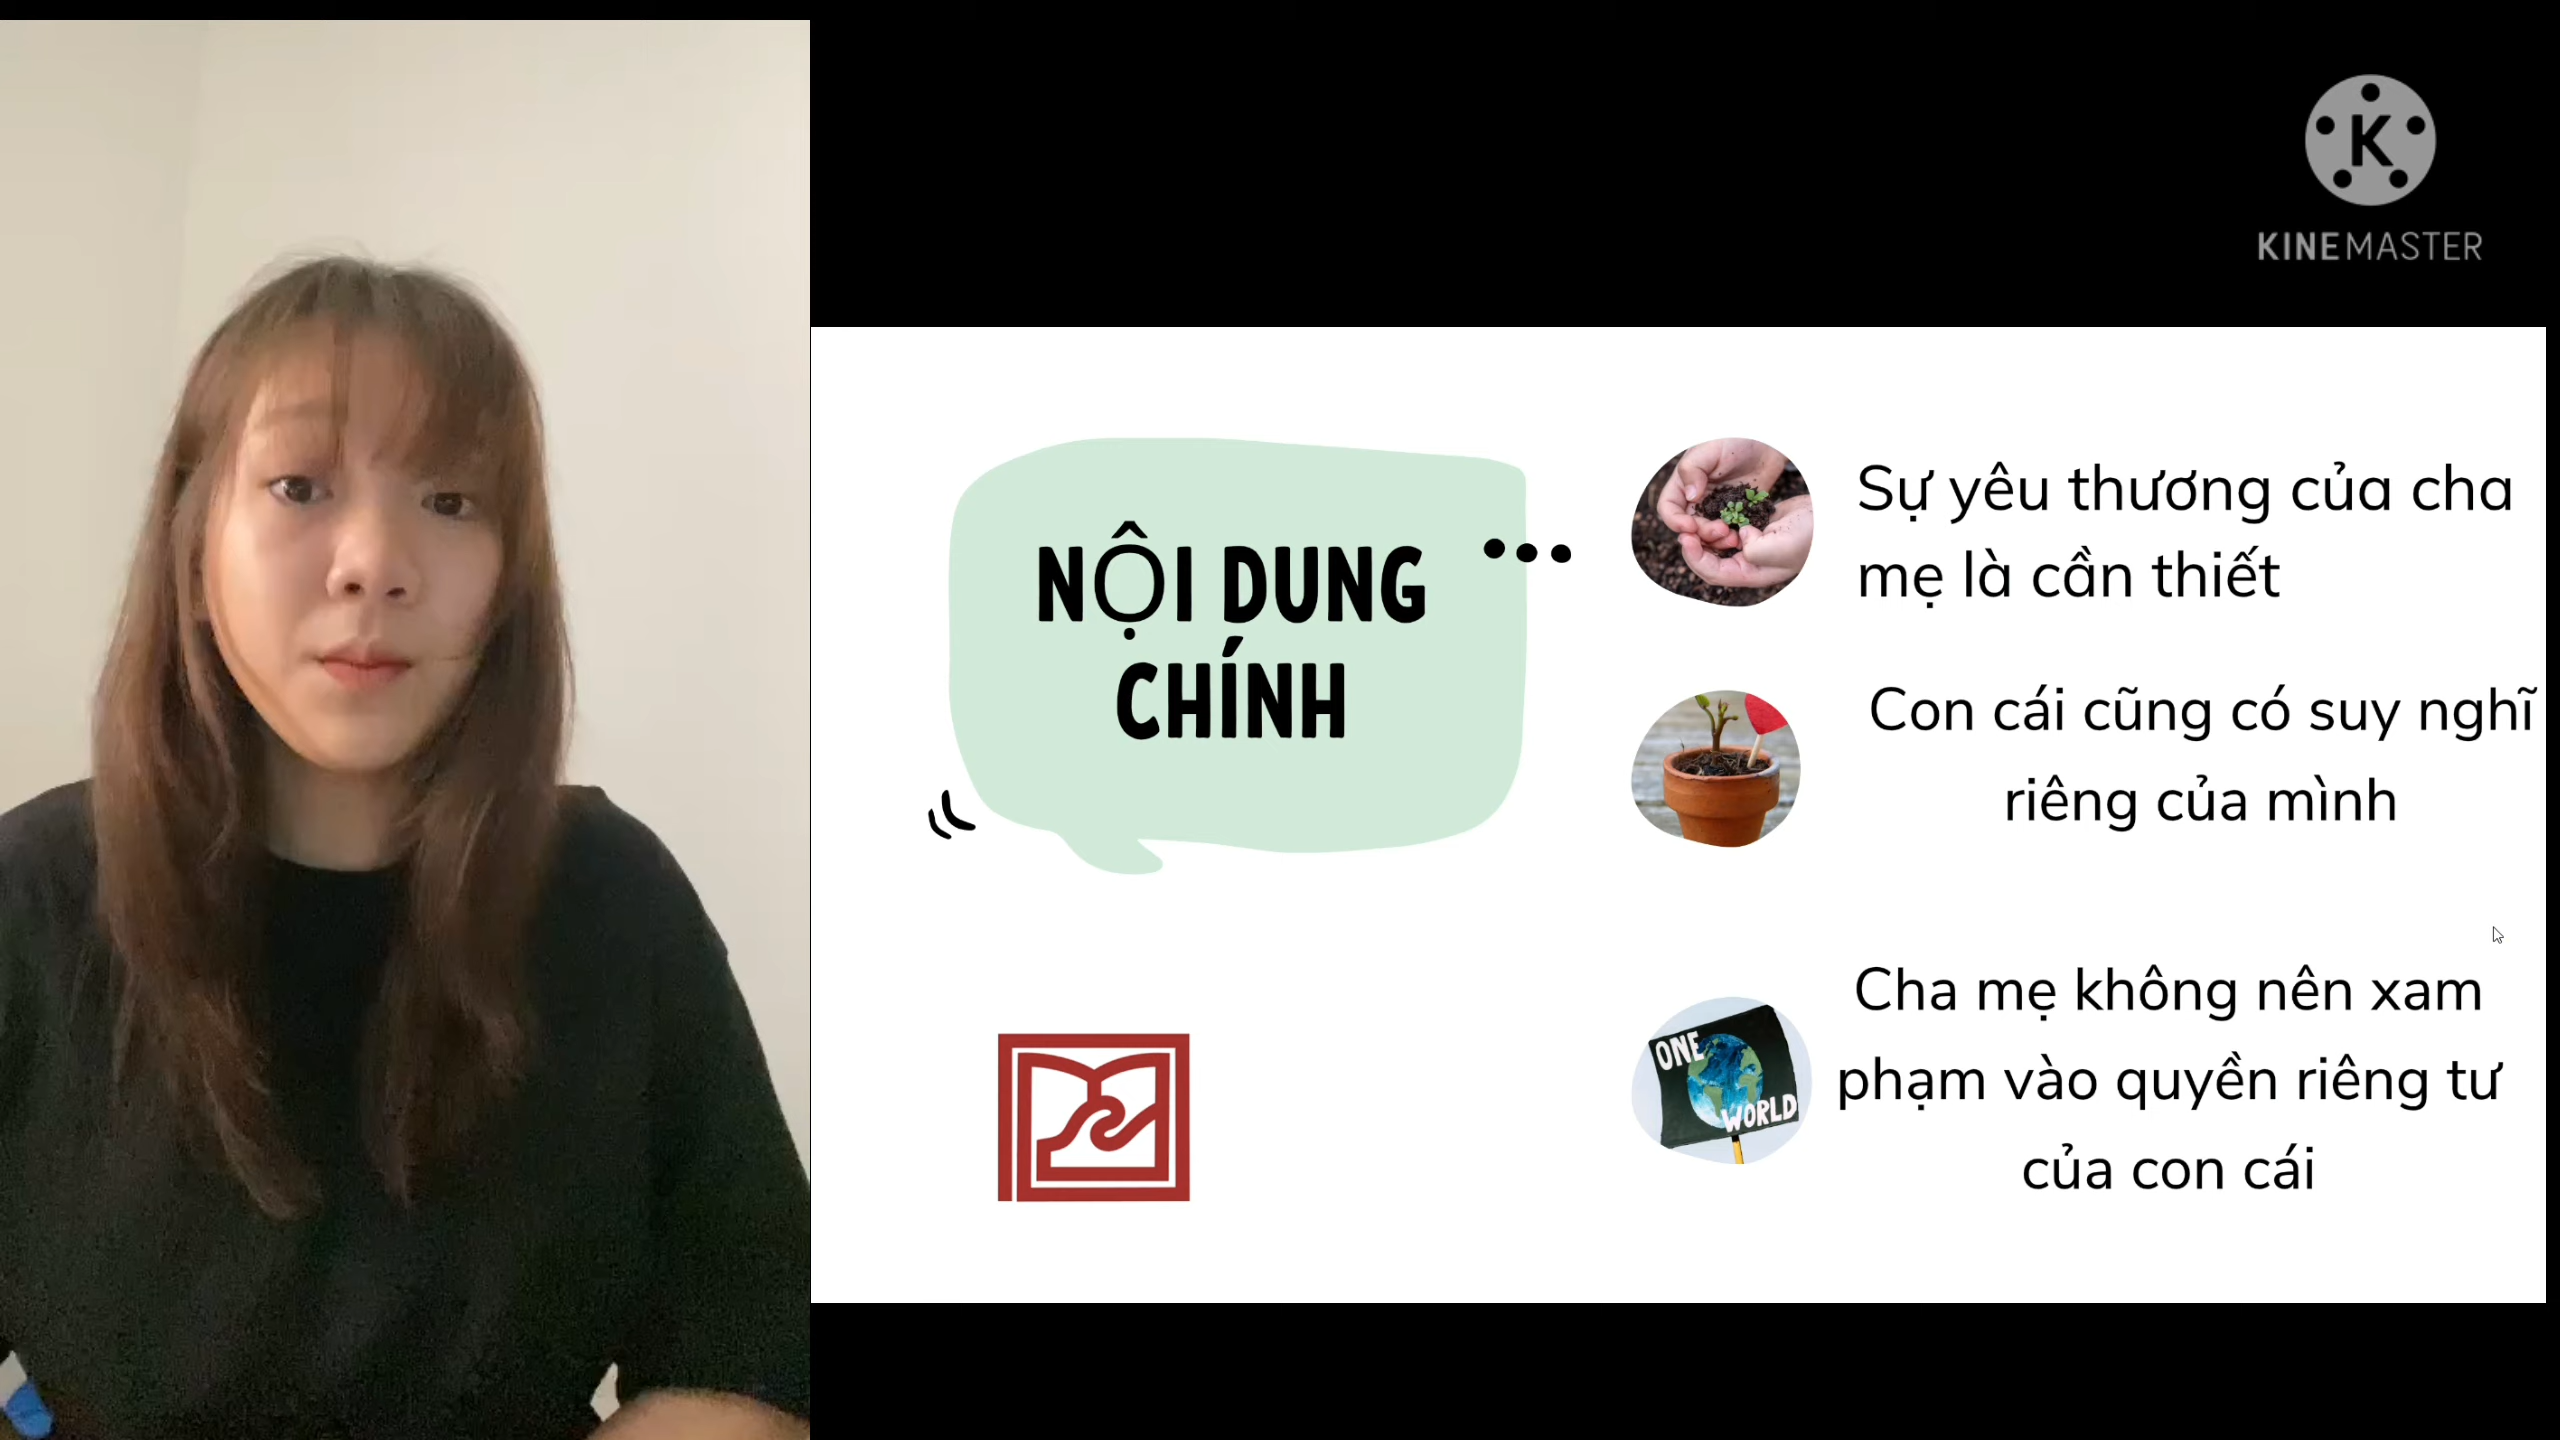 K
KINEMASTER
NỘI DUNG
CHÍNH
Sự yêu thương của cha
mẹ là cần thiết
Con cái cũng có suy nghĩ
riêng của mình
ONE
WORLD
Cha mẹ không nên xam
phạm vào quyền riêng tư
của con cái